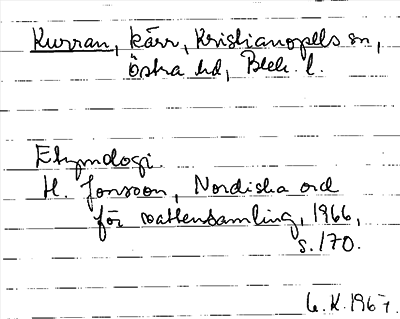 Kurran, kärr, Kristianopels sn,
Östra hd, Blek. l.
Etymologi.
H. Jonsson, Nordiska ord
för vattensamling, 1966,
s. 170.
G. K. 1967.